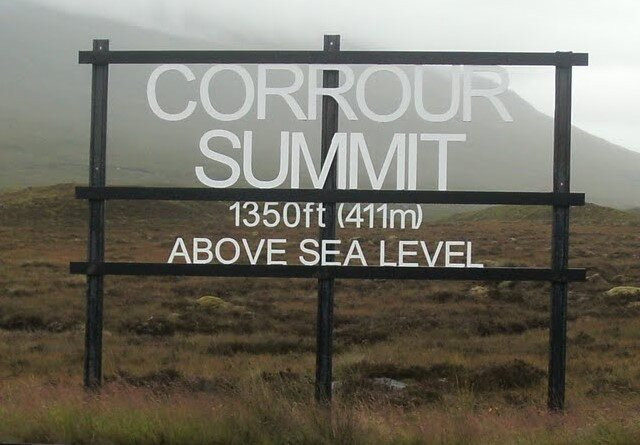 CORROUR
SUMMIT
1350ft (411m)
ABOVE SEA LEVEL